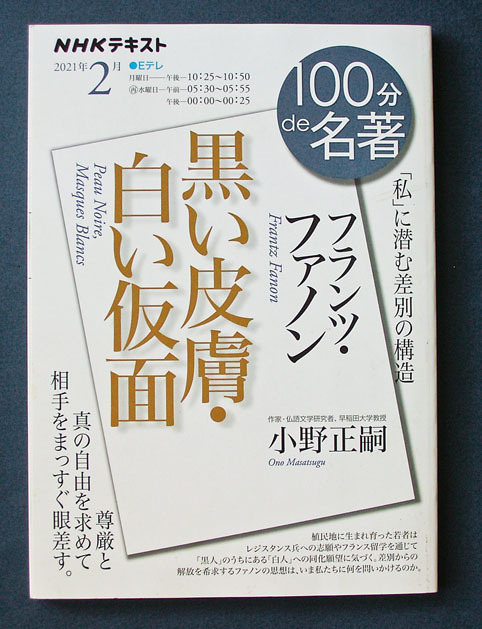 NHKテキスト
2021年2月
●Eテレ
月曜日――午後―10:25〜10:50
㊄水曜日―午前―05:30〜05:55
午後―00:00〜00:25
100分
de名著
「私」に潜む差別の構造
フランツ・
ファノン
Frantz Fanon
黒い皮膚・
白い仮面
Peau Noire,
Masques Blancs
作家・仏語文学研究者、早稲田大学教授
小野正嗣
Ono Masatsugu
尊厳と
真の自由を求めて
相手をまっすぐ眼差す。
植民地に生まれ育った若者は
レジスタンス兵への志願やフランス留学を通じて
「黒人」のうちにある「白人」への同化願望に気づく。差別からの
解放を希求するファノンの思想は、いま私たちに何を問いかけるのか。